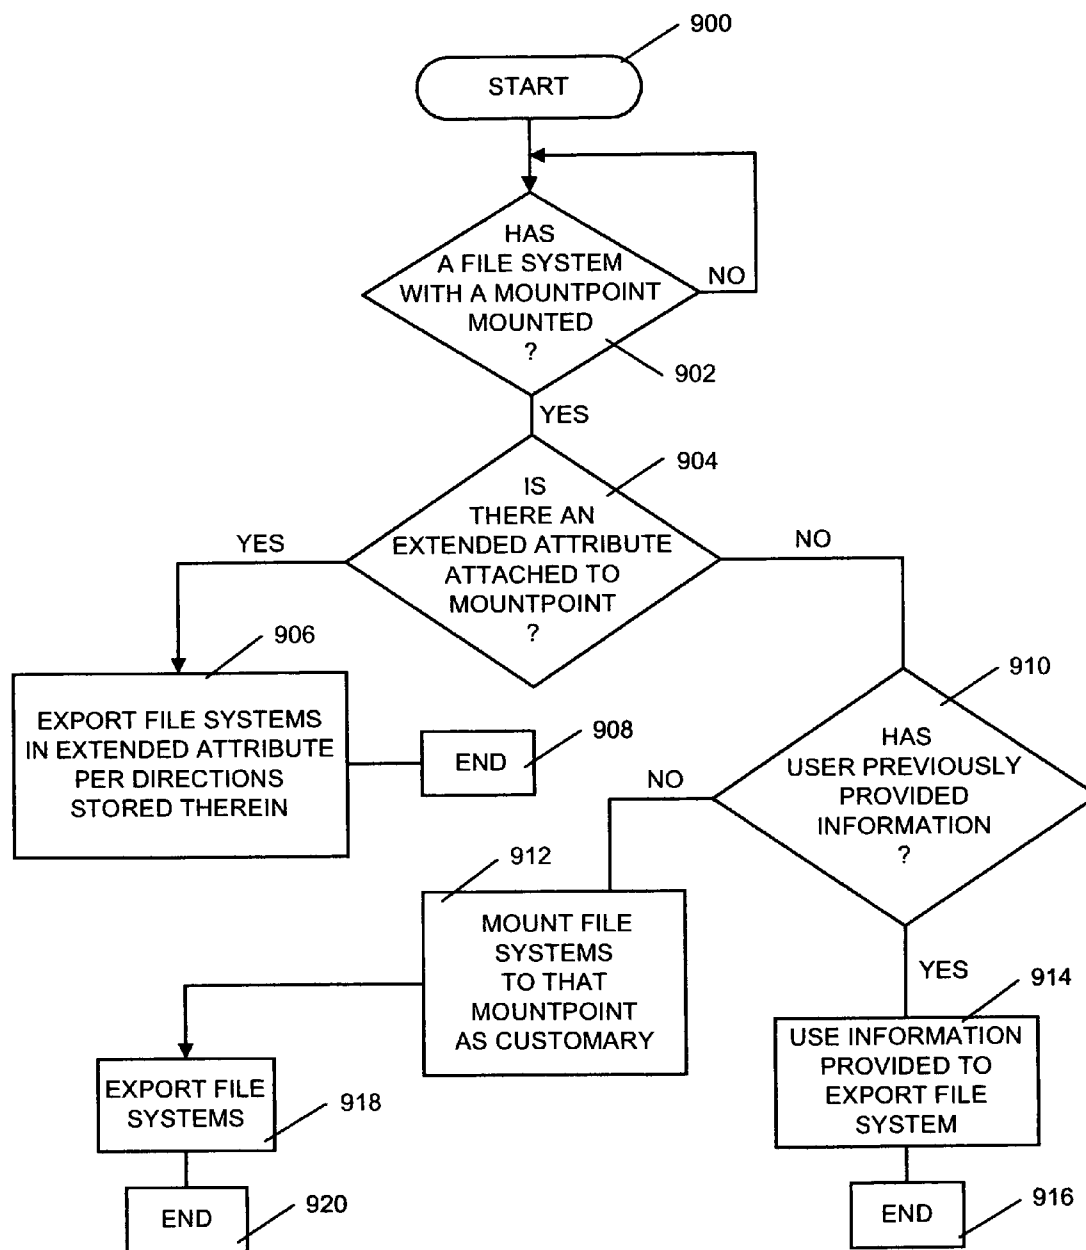 900
START
HAS
A FILE SYSTEM
WITH A MOUNTPOINT
MOUNTED
?
NO
902
YES
904
IS
THERE AN
EXTENDED ATTRIBUTE
ATTACHED TO
MOUNTPOINT
?
YES
NO
906
EXPORT FILE SYSTEMS
IN EXTENDED ATTRIBUTE
PER DIRECTIONS
STORED THEREIN
END
908
910
HAS
USER PREVIOUSLY
PROVIDED
INFORMATION
?
NO
912
MOUNT FILE
SYSTEMS
TO THAT
MOUNTPOINT
AS CUSTOMARY
YES
914
USE INFORMATION
PROVIDED TO
EXPORT FILE
SYSTEM
EXPORT FILE
SYSTEMS
918
END
920
END
916